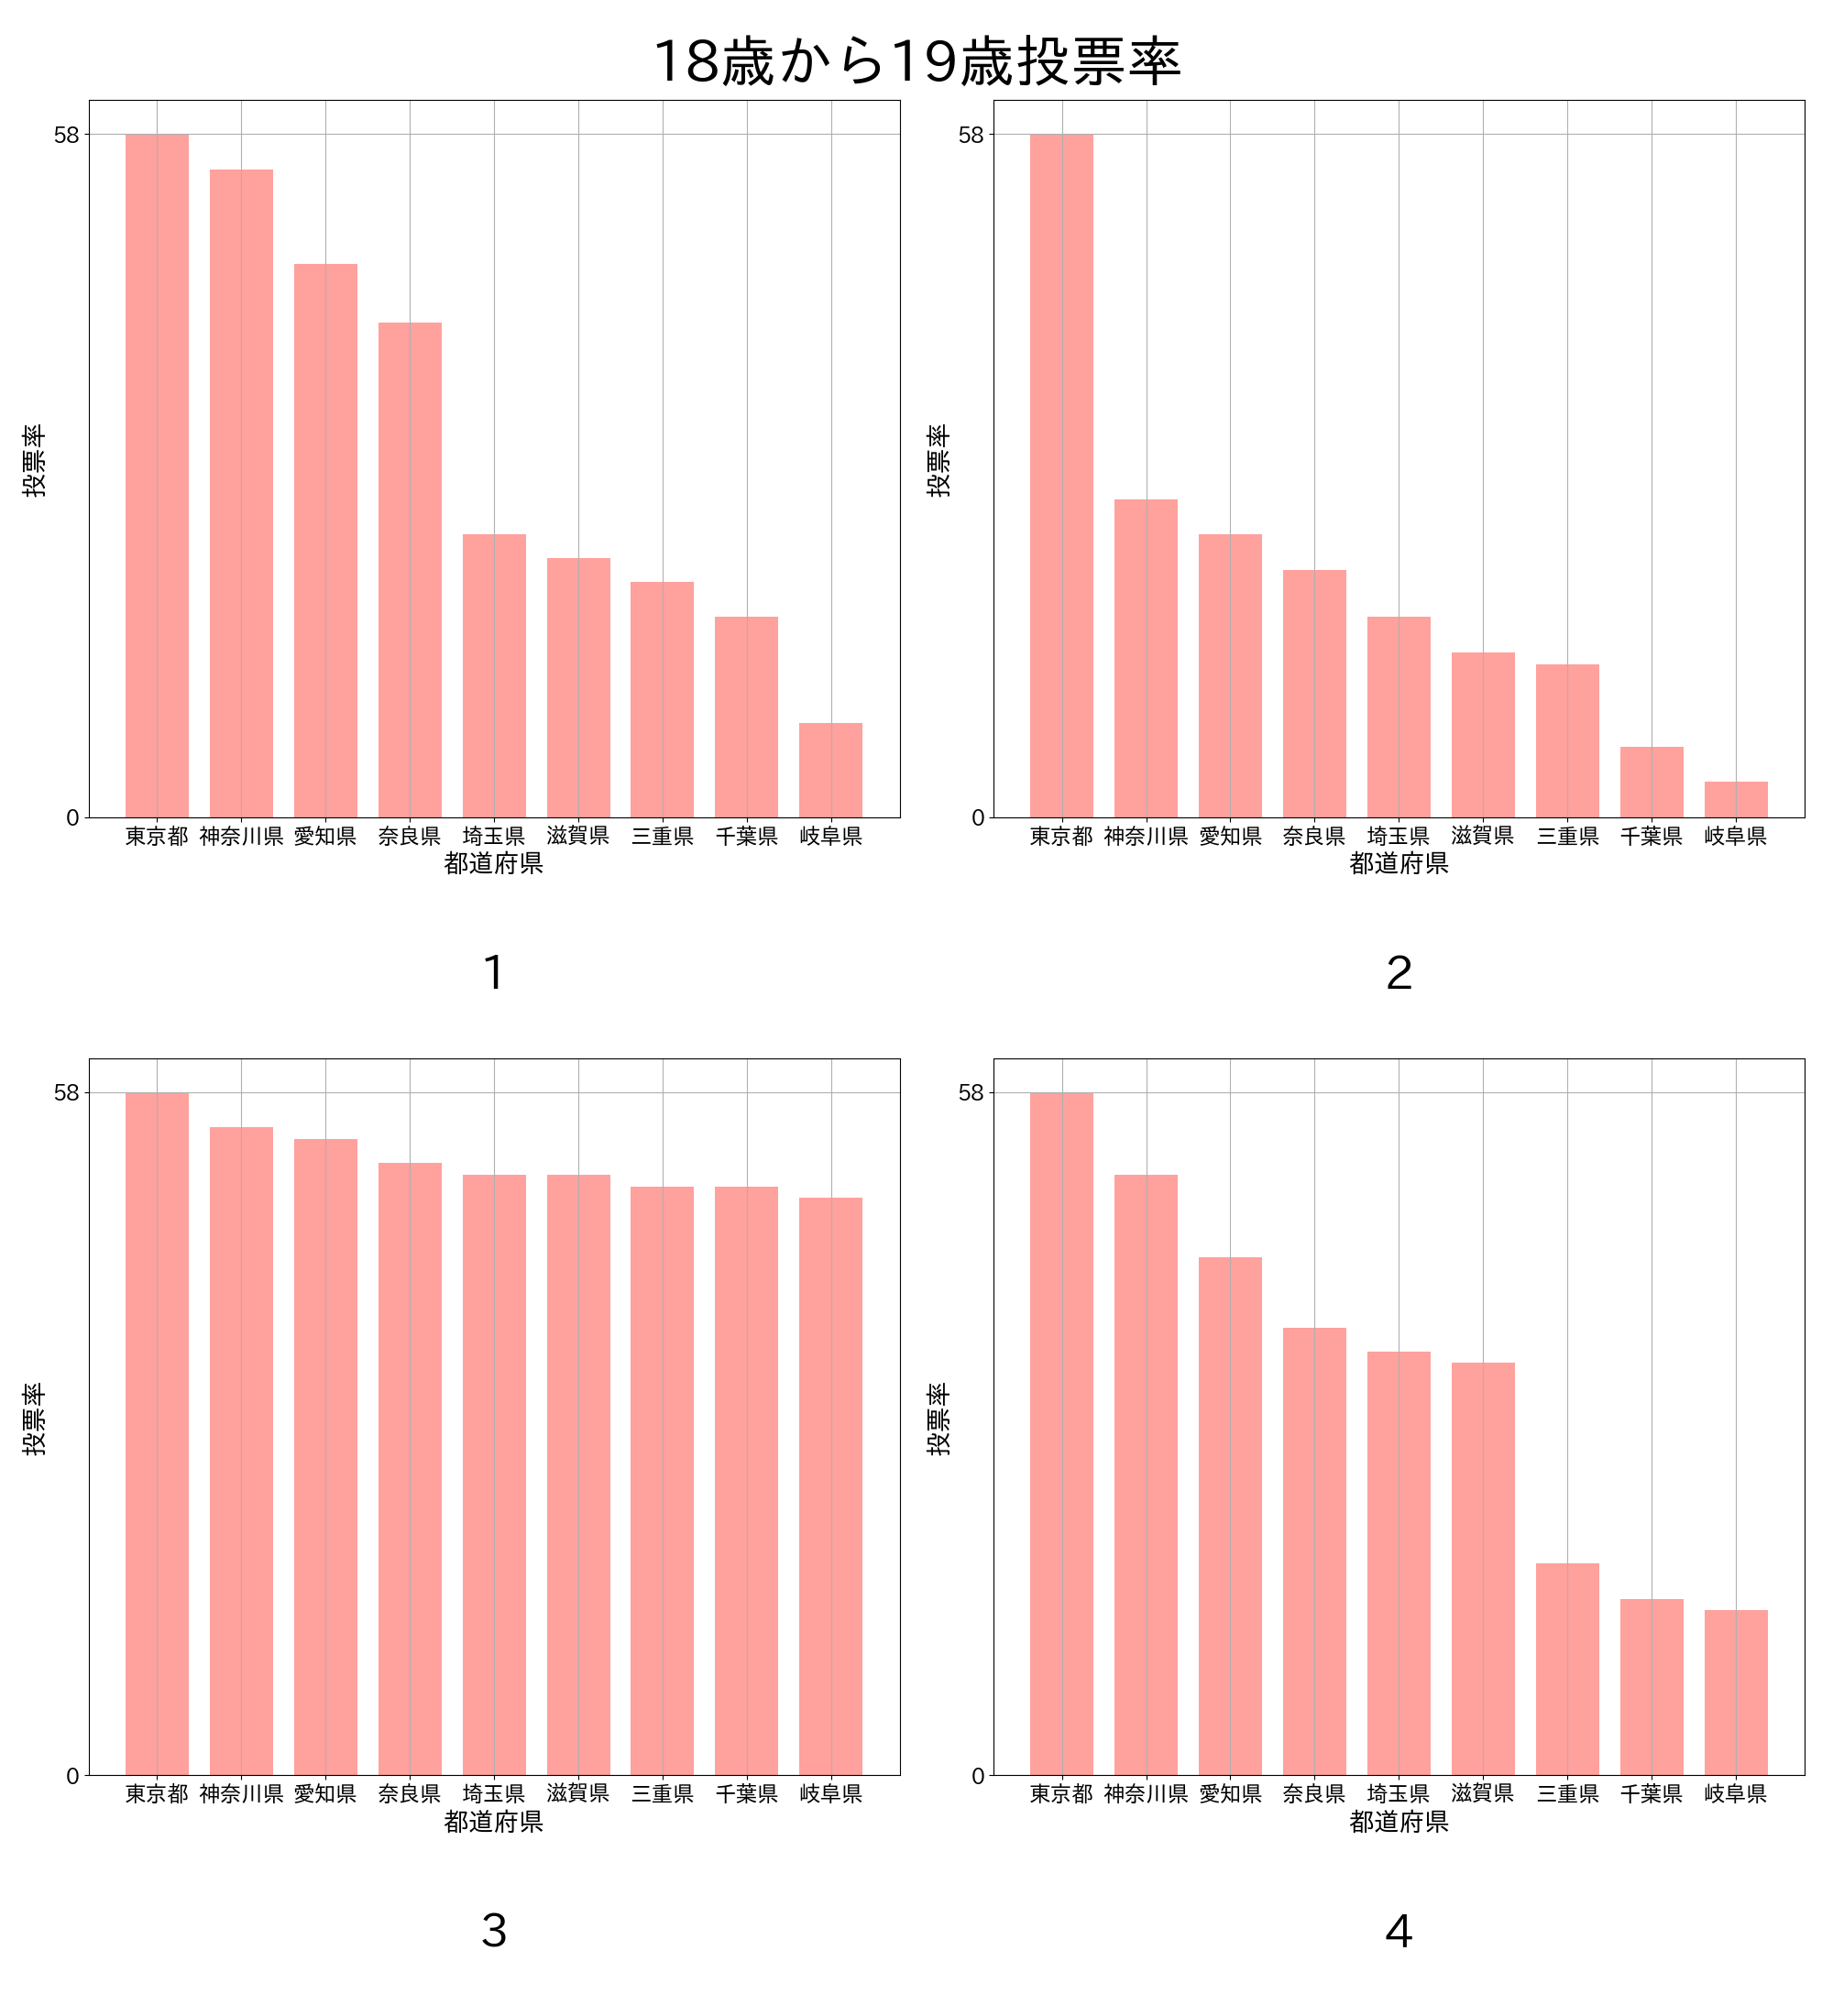 18歳から19歳投票率
58
0
投票率
東京都 神奈川県 愛知県 奈良県 埼玉県 滋賀県 三重県 千葉県 岐阜県
都道府県
1
58
0
投票率
東京都 神奈川県 愛知県 奈良県 埼玉県 滋賀県 三重県 千葉県 岐阜県
都道府県
2
58
0
投票率
東京都 神奈川県 愛知県 奈良県 埼玉県 滋賀県 三重県 千葉県 岐阜県
都道府県
3
58
0
投票率
東京都 神奈川県 愛知県 奈良県 埼玉県 滋賀県 三重県 千葉県 岐阜県
都道府県
4